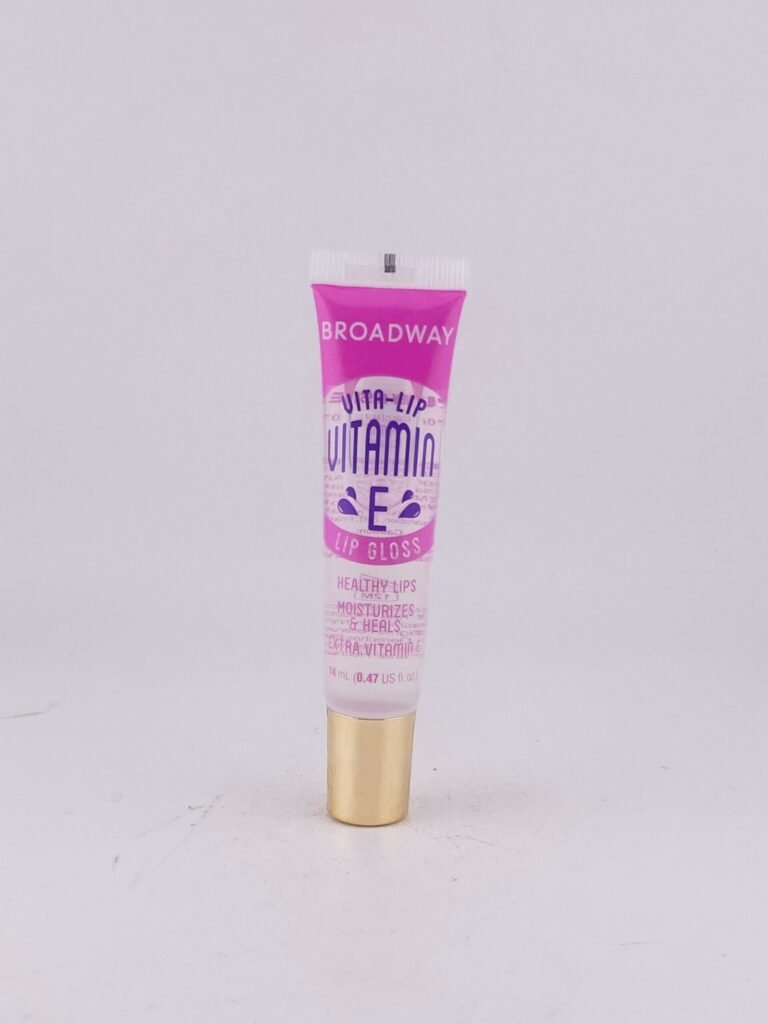 BROADWAY
VITA-LIP
VITAMIN
E
LIP GLOSS
HEALTHY LIPS
MOISTURIZES
& HEALS
EXTRA VITAMIN E
14 mL (0.47 US fl oz)